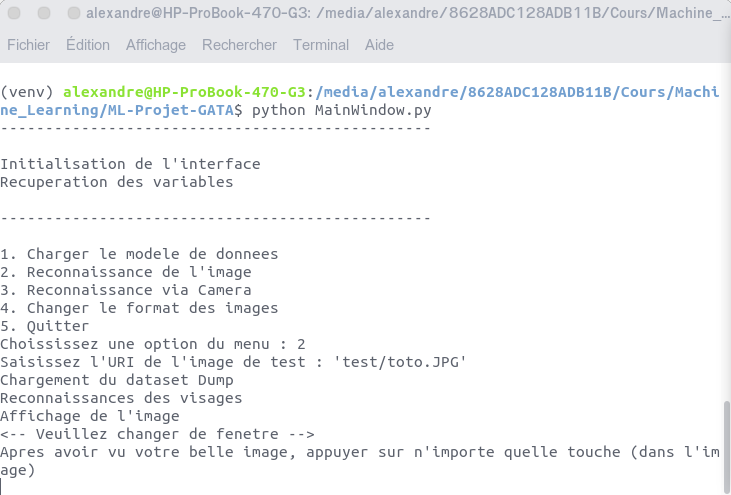 alexandre@HP-ProBook-470-G3: /media/alexandre/8628ADC128ADB11B/Cours/Machine_...
Fichier Édition Affichage Rechercher Terminal Aide
(venv) alexandre@HP-ProBook-470-G3:/media/alexandre/8628ADC128ADB11B/Cours/Machi
ne_Learning/ML-Projet-GATA$ python MainWindow.py
------------------------------------------------
Initialisation de l'interface
Recuperation des variables
------------------------------------------------
1. Charger le modele de donnees
2. Reconnaissance de l'image
3. Reconnaissance via Camera
4. Changer le format des images
5. Quitter
Choississez une option du menu : 2
Saisissez l'URI de l'image de test : 'test/toto.JPG'
Chargement du dataset Dump
Reconnaissances des visages
Affichage de l'image
<-- Veuillez changer de fenetre -->
Apres avoir vu votre belle image, appuyer sur n'importe quelle touche (dans l'im
age)